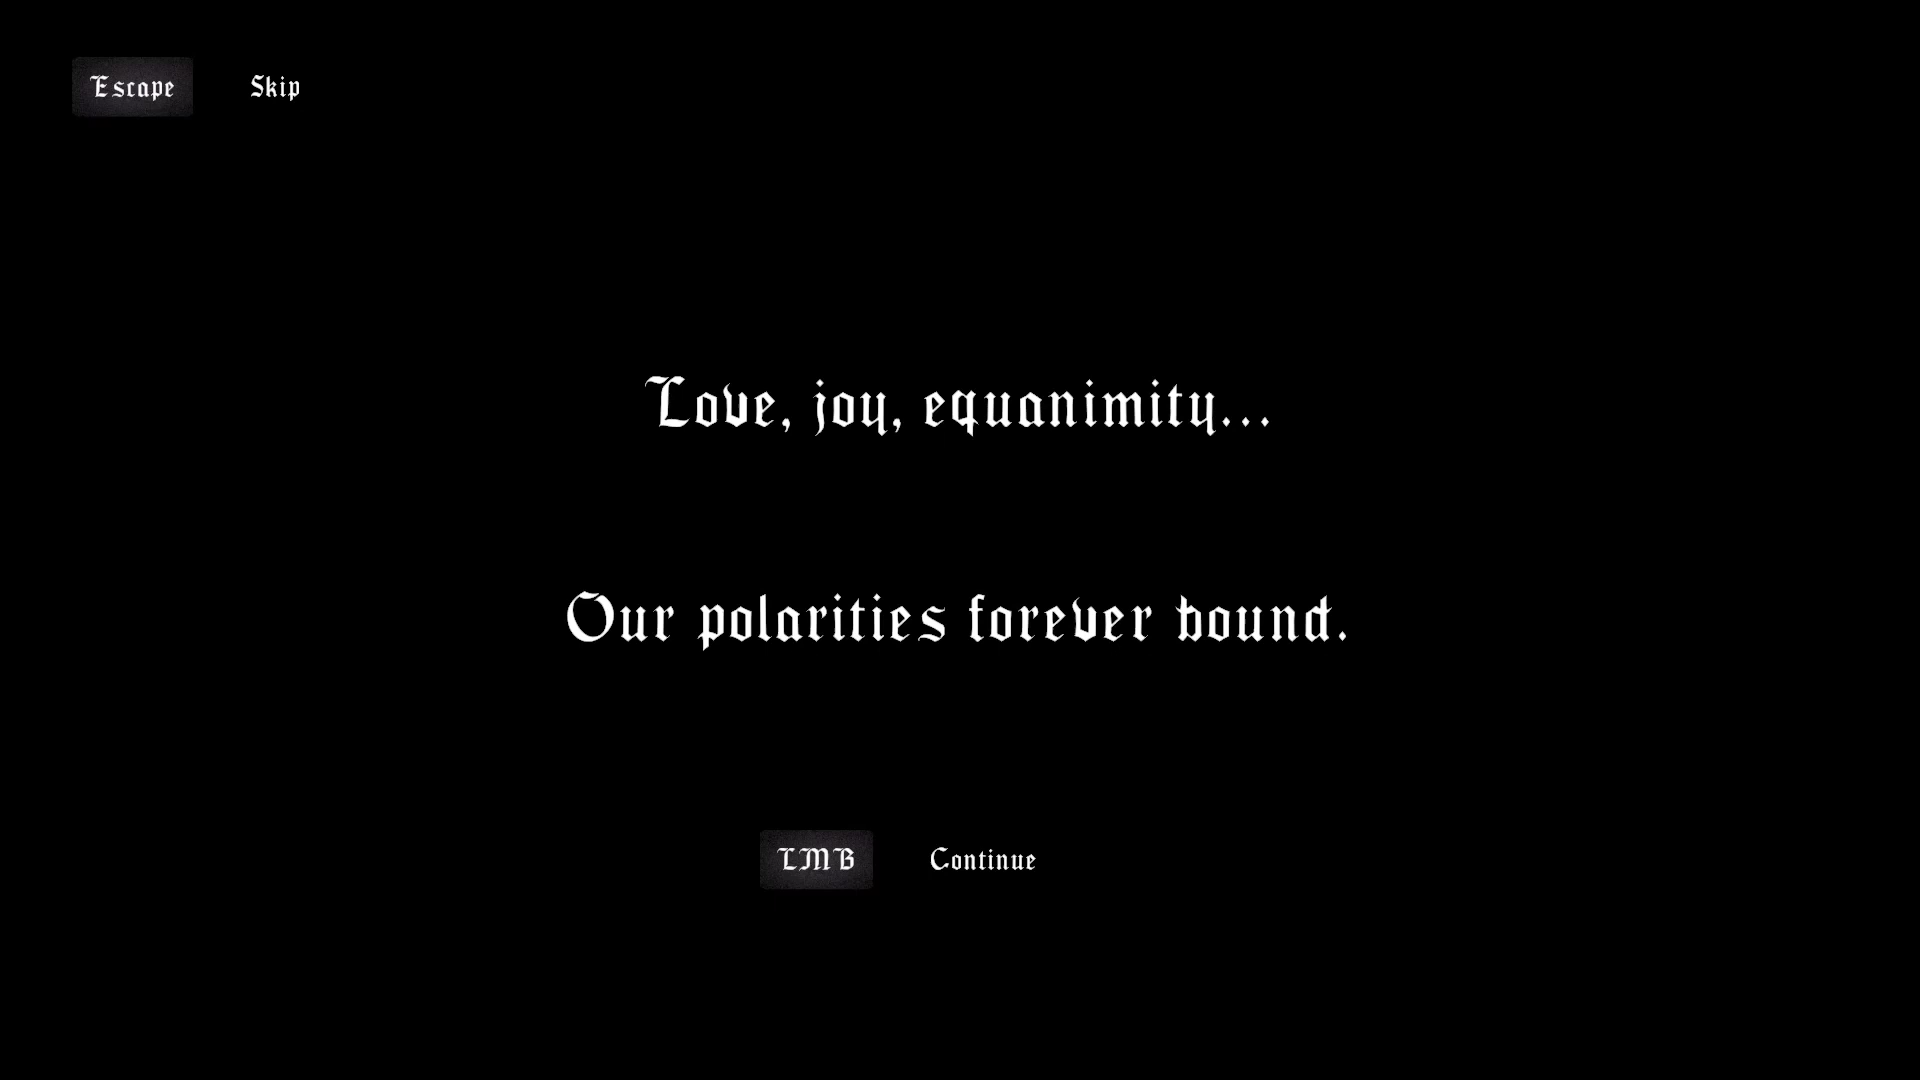 Escape Skip
Love, joy, equanimity...
Our polarities forever bound.
LMB Continue